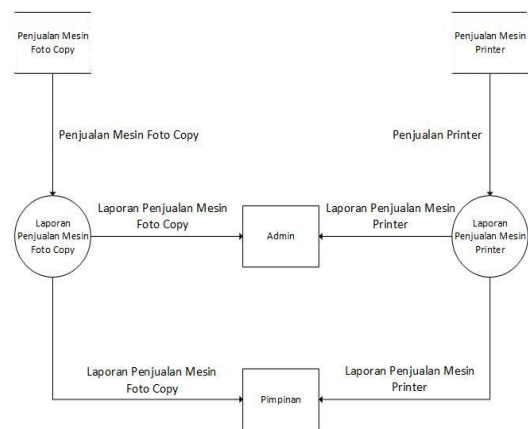 Penjualan Mesin
Foto Copy
Penjualan Mesin
Printer
Penjualan Mesin Foto Copy
Penjualan Printer
Laporan
Penjualan Mesin
Foto Copy
Laporan Penjualan Mesin
Foto Copy
Admin
Laporan Penjualan Mesin
Printer
Laporan
Penjualan Mesin
Printer
Laporan Penjualan Mesin
Foto Copy
Pimpinan
Laporan Penjualan Mesin
Printer